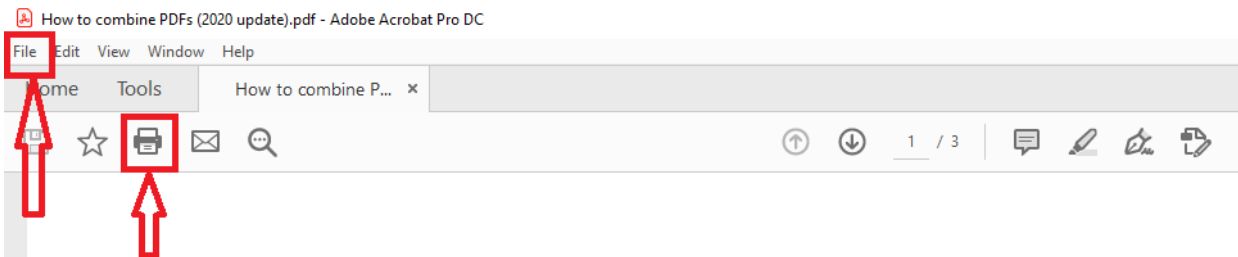 How to combine PDFs (2020 update).pdf - Adobe Acrobat Pro DC
File Edit View Window Help
Home Tools How to combine P... ×
1 / 3